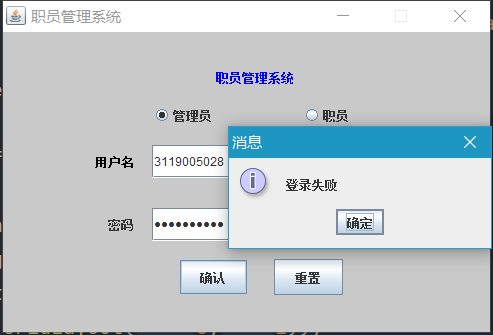 职员管理系统
职员管理系统
管理员 职员
消息
用户名 3119005028
登录失败
确定
密码 ●●●●●●●●●●
确认 重置